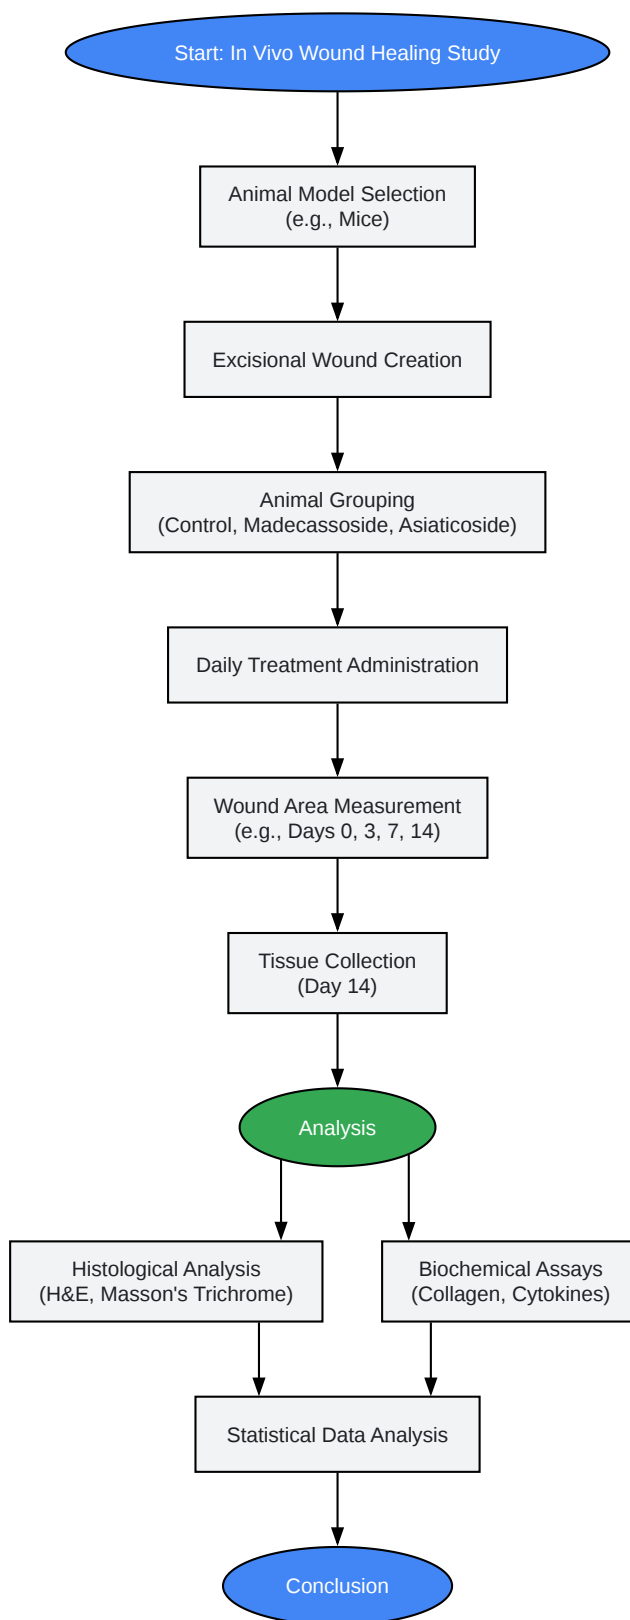 Start: In Vivo Wound Healing Study
Animal Model Selection
(e.g., Mice)
Excisional Wound Creation
Animal Grouping
(Control, Madecassoside, Asiaticoside)
Daily Treatment Administration
Wound Area Measurement
(e.g., Days 0, 3, 7, 14)
Tissue Collection
(Day 14)
Analysis
Histological Analysis
(H&E, Masson's Trichrome)
Biochemical Assays
(Collagen, Cytokines)
Statistical Data Analysis
Conclusion